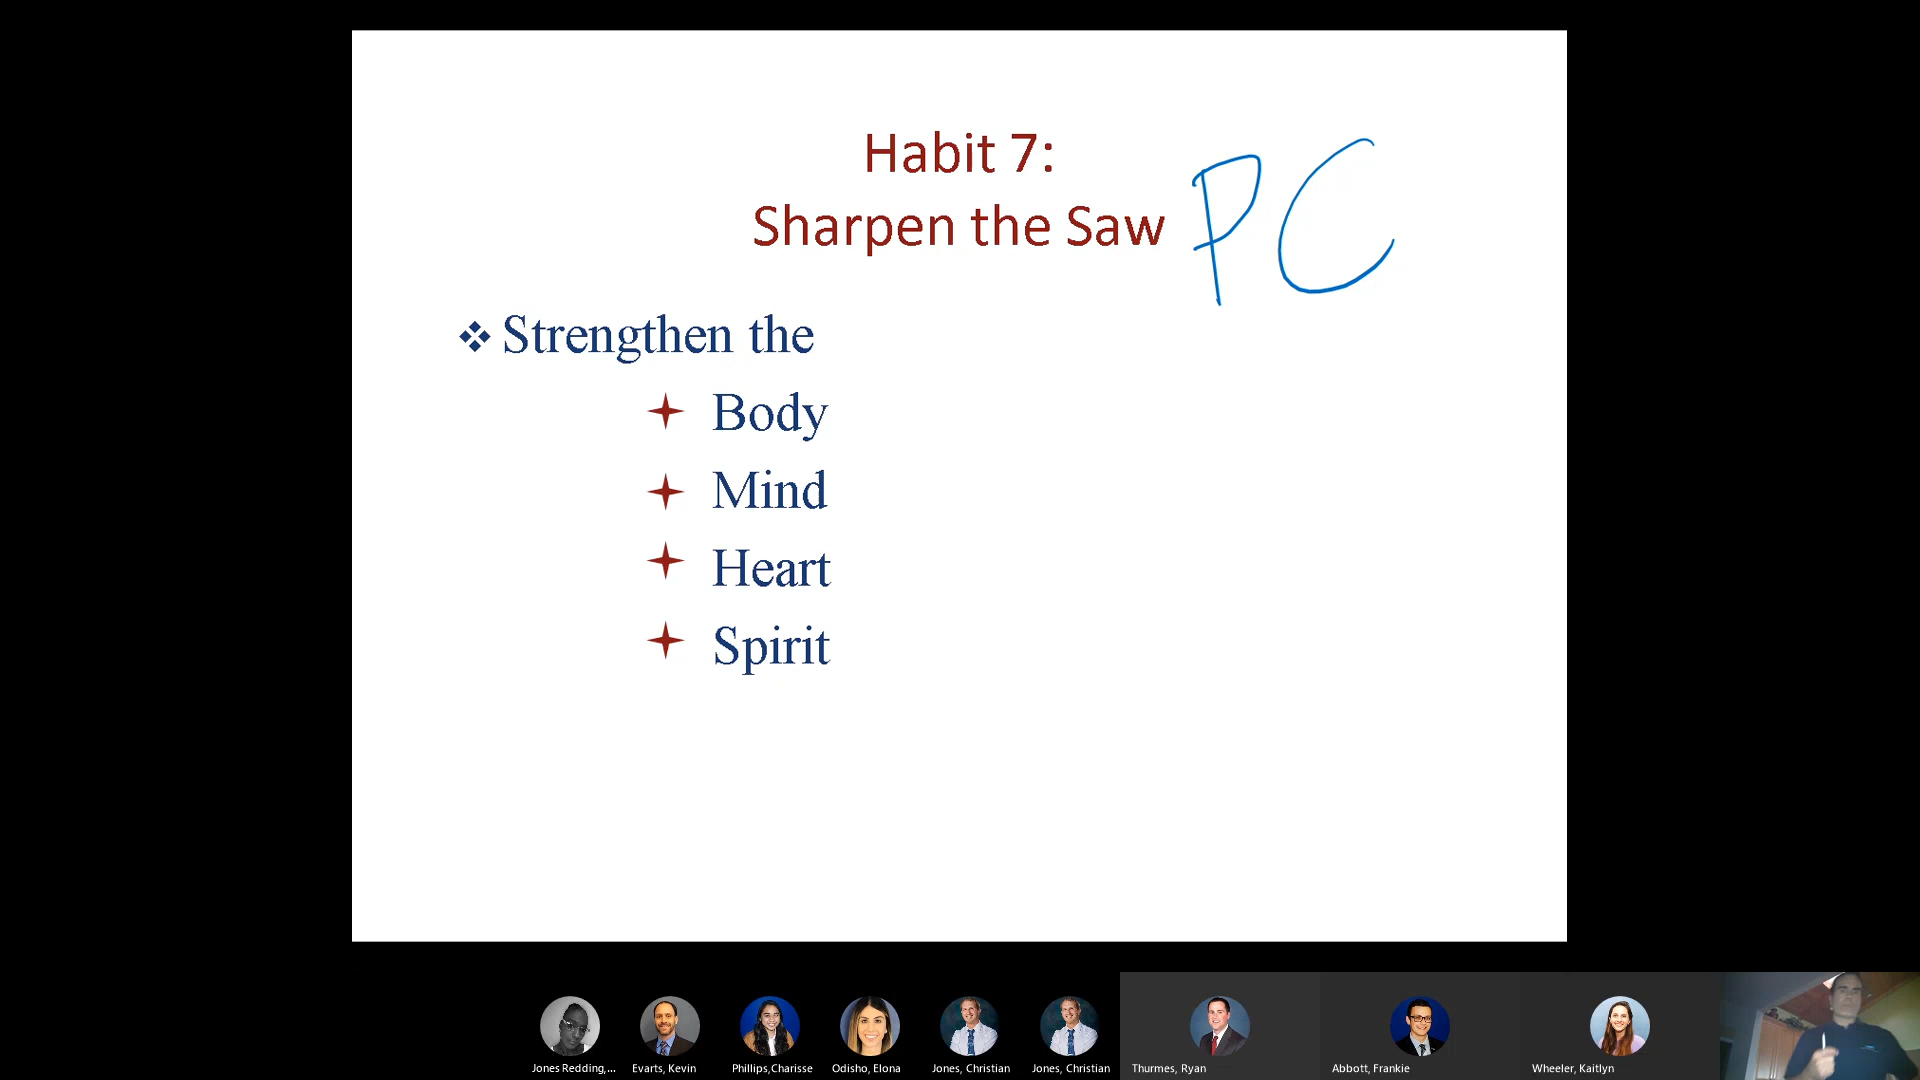 Habit 7:
Sharpen the Saw
PC
Strengthen the
Body
Mind
Heart
Spirit
Jones Redding,...
Evarts, Kevin
Phillips,Charisse
Odisho, Elona
Jones, Christian
Jones, Christian
Thurmes, Ryan
Abbott, Frankie
Wheeler, Kaitlyn